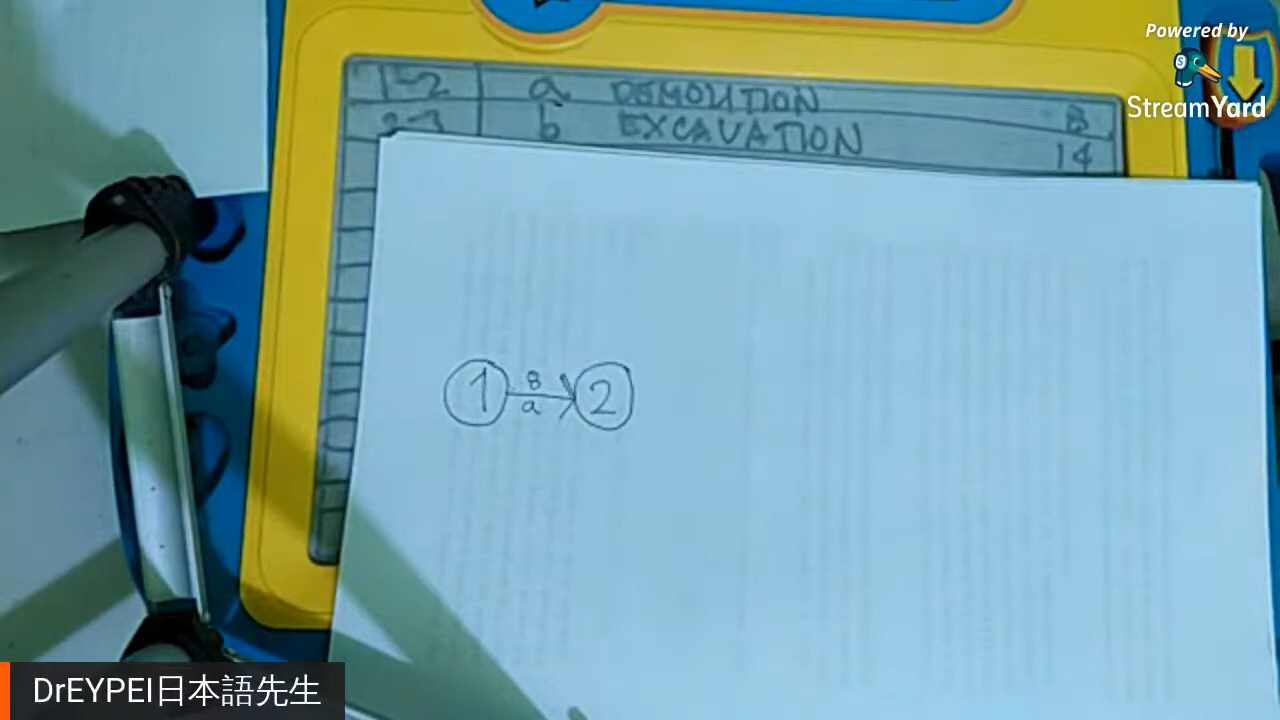 Powered by
StreamYard
1-2 a DEMOLITION 8
2-3 b EXCAVATION 14
1 8 2
a
DrEYPEI日本語先生